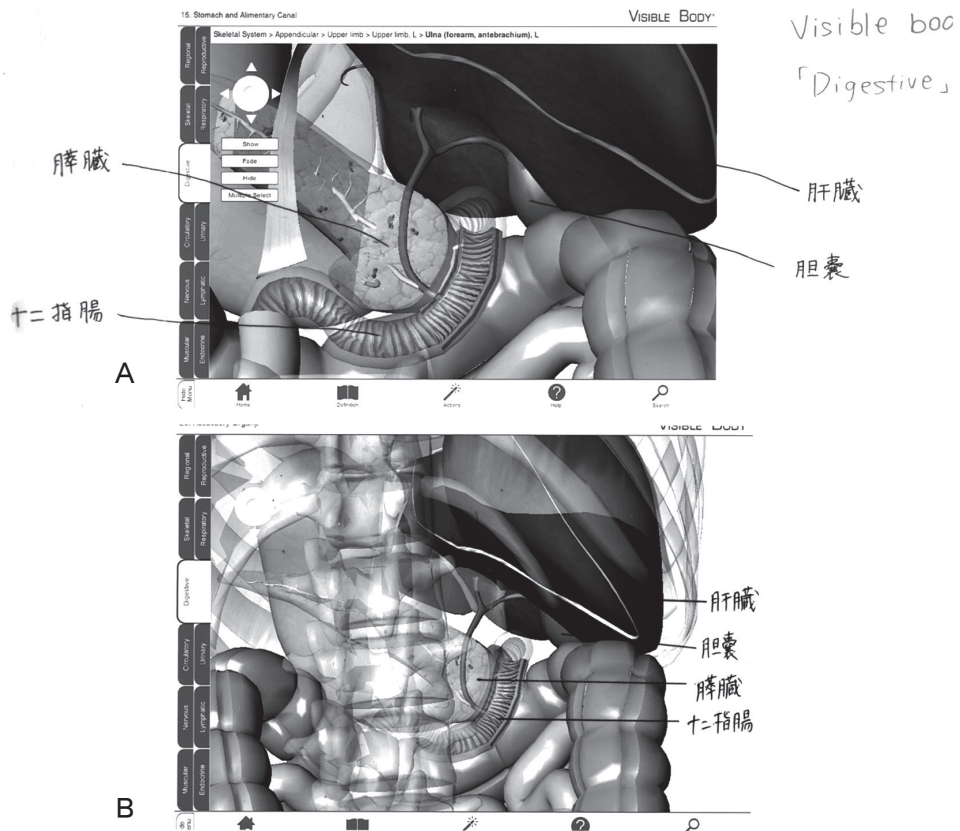 15. Stomach and Alimentary Canal
VISIBLE BODY
Skeletal System > Appendicular > Upper limb > Upper limb, L > Ulna (forearm, antebrachium), L
Visible bod
「Digestive」
Regional
Reproductive
Skeletal
Respiratory
Digestive
Circulatory
Urinary
Nervous
Lymphatic
Muscular
Endocrine
Hide Menu
Show
Fade
Hide
Multiple Select
膵臓
肝臓
胆嚢
十二指腸
A
Home
Definition
Actions
Help
Search
VISIBLE BODY
Regional
Reproductive
Skeletal
Respiratory
Digestive
Circulatory
Urinary
Nervous
Lymphatic
Muscular
Endocrine
肝臓
胆嚢
膵臓
十二指腸
B